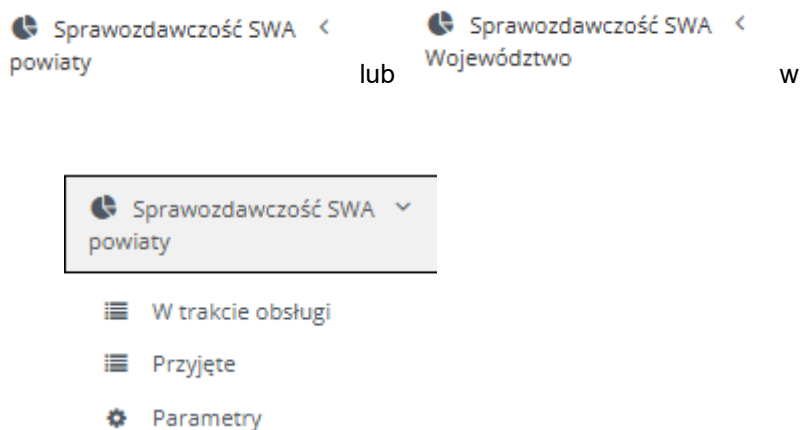 Sprawozdawczość SWA
powiaty
lub
Sprawozdawczość SWA
Województwo
w
Sprawozdawczość SWA
powiaty
W trakcie obsługi
Przyjęte
Parametry